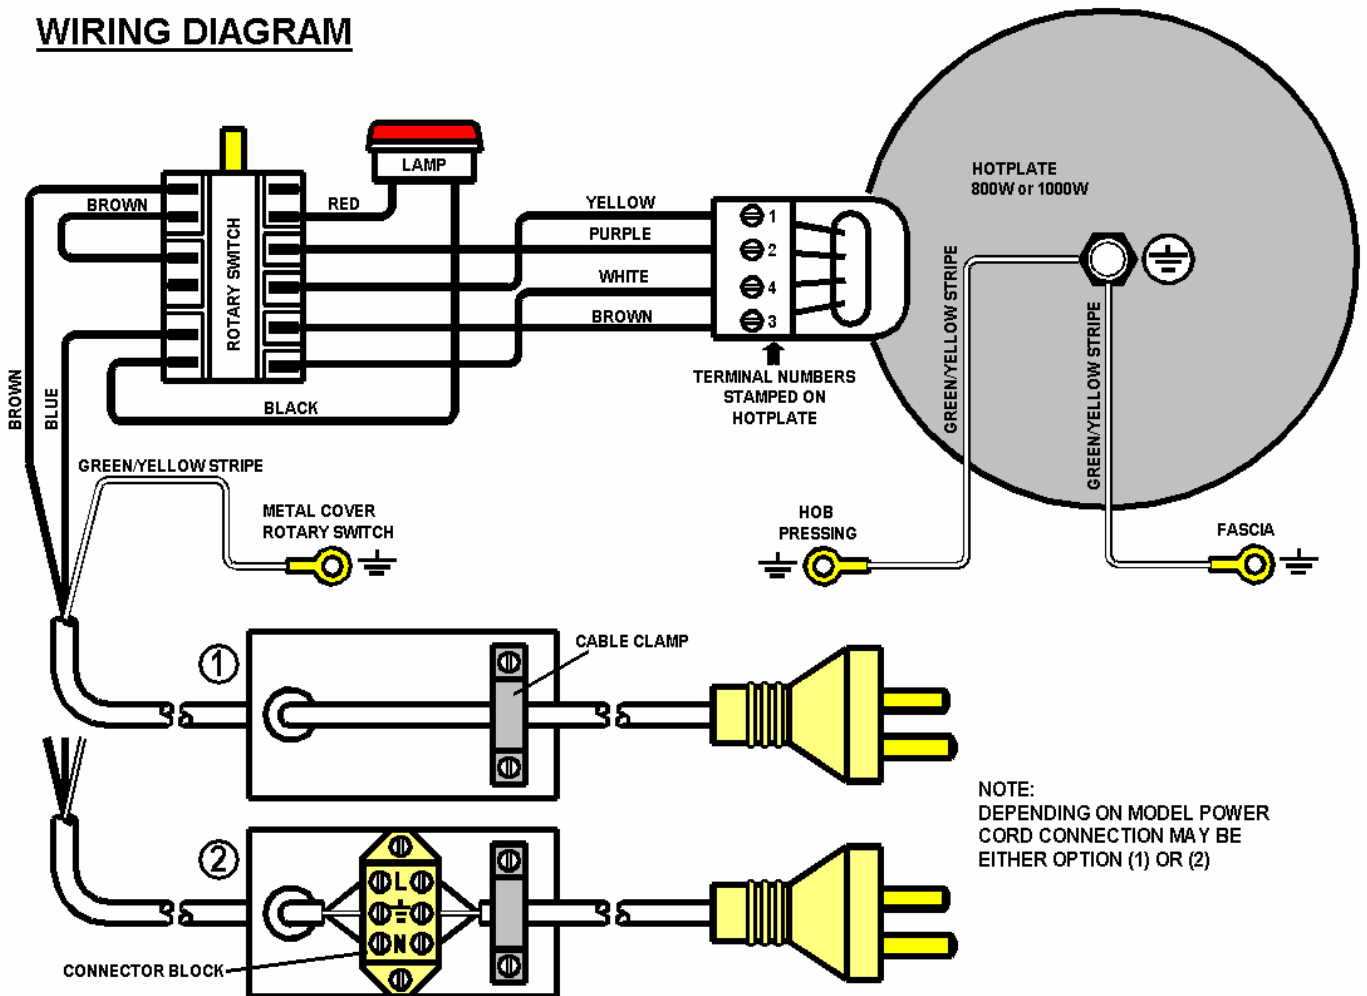 WIRING DIAGRAM
LAMP
BROWN
RED
ROTARY SWITCH
YELLOW
PURPLE
WHITE
BROWN
1
2
4
3
TERMINAL NUMBERS
STAMPED ON
HOTPLATE
HOTPLATE
800W or 1000W
GREEN/YELLOW STRIPE
GREEN/YELLOW STRIPE
BROWN
BLUE
BLACK
GREEN/YELLOW STRIPE
METAL COVER
ROTARY SWITCH
HOB
PRESSING
FASCIA
1
CABLE CLAMP
2
L
N
CONNECTOR BLOCK
NOTE:
DEPENDING ON MODEL POWER
CORD CONNECTION MAY BE
EITHER OPTION (1) OR (2)